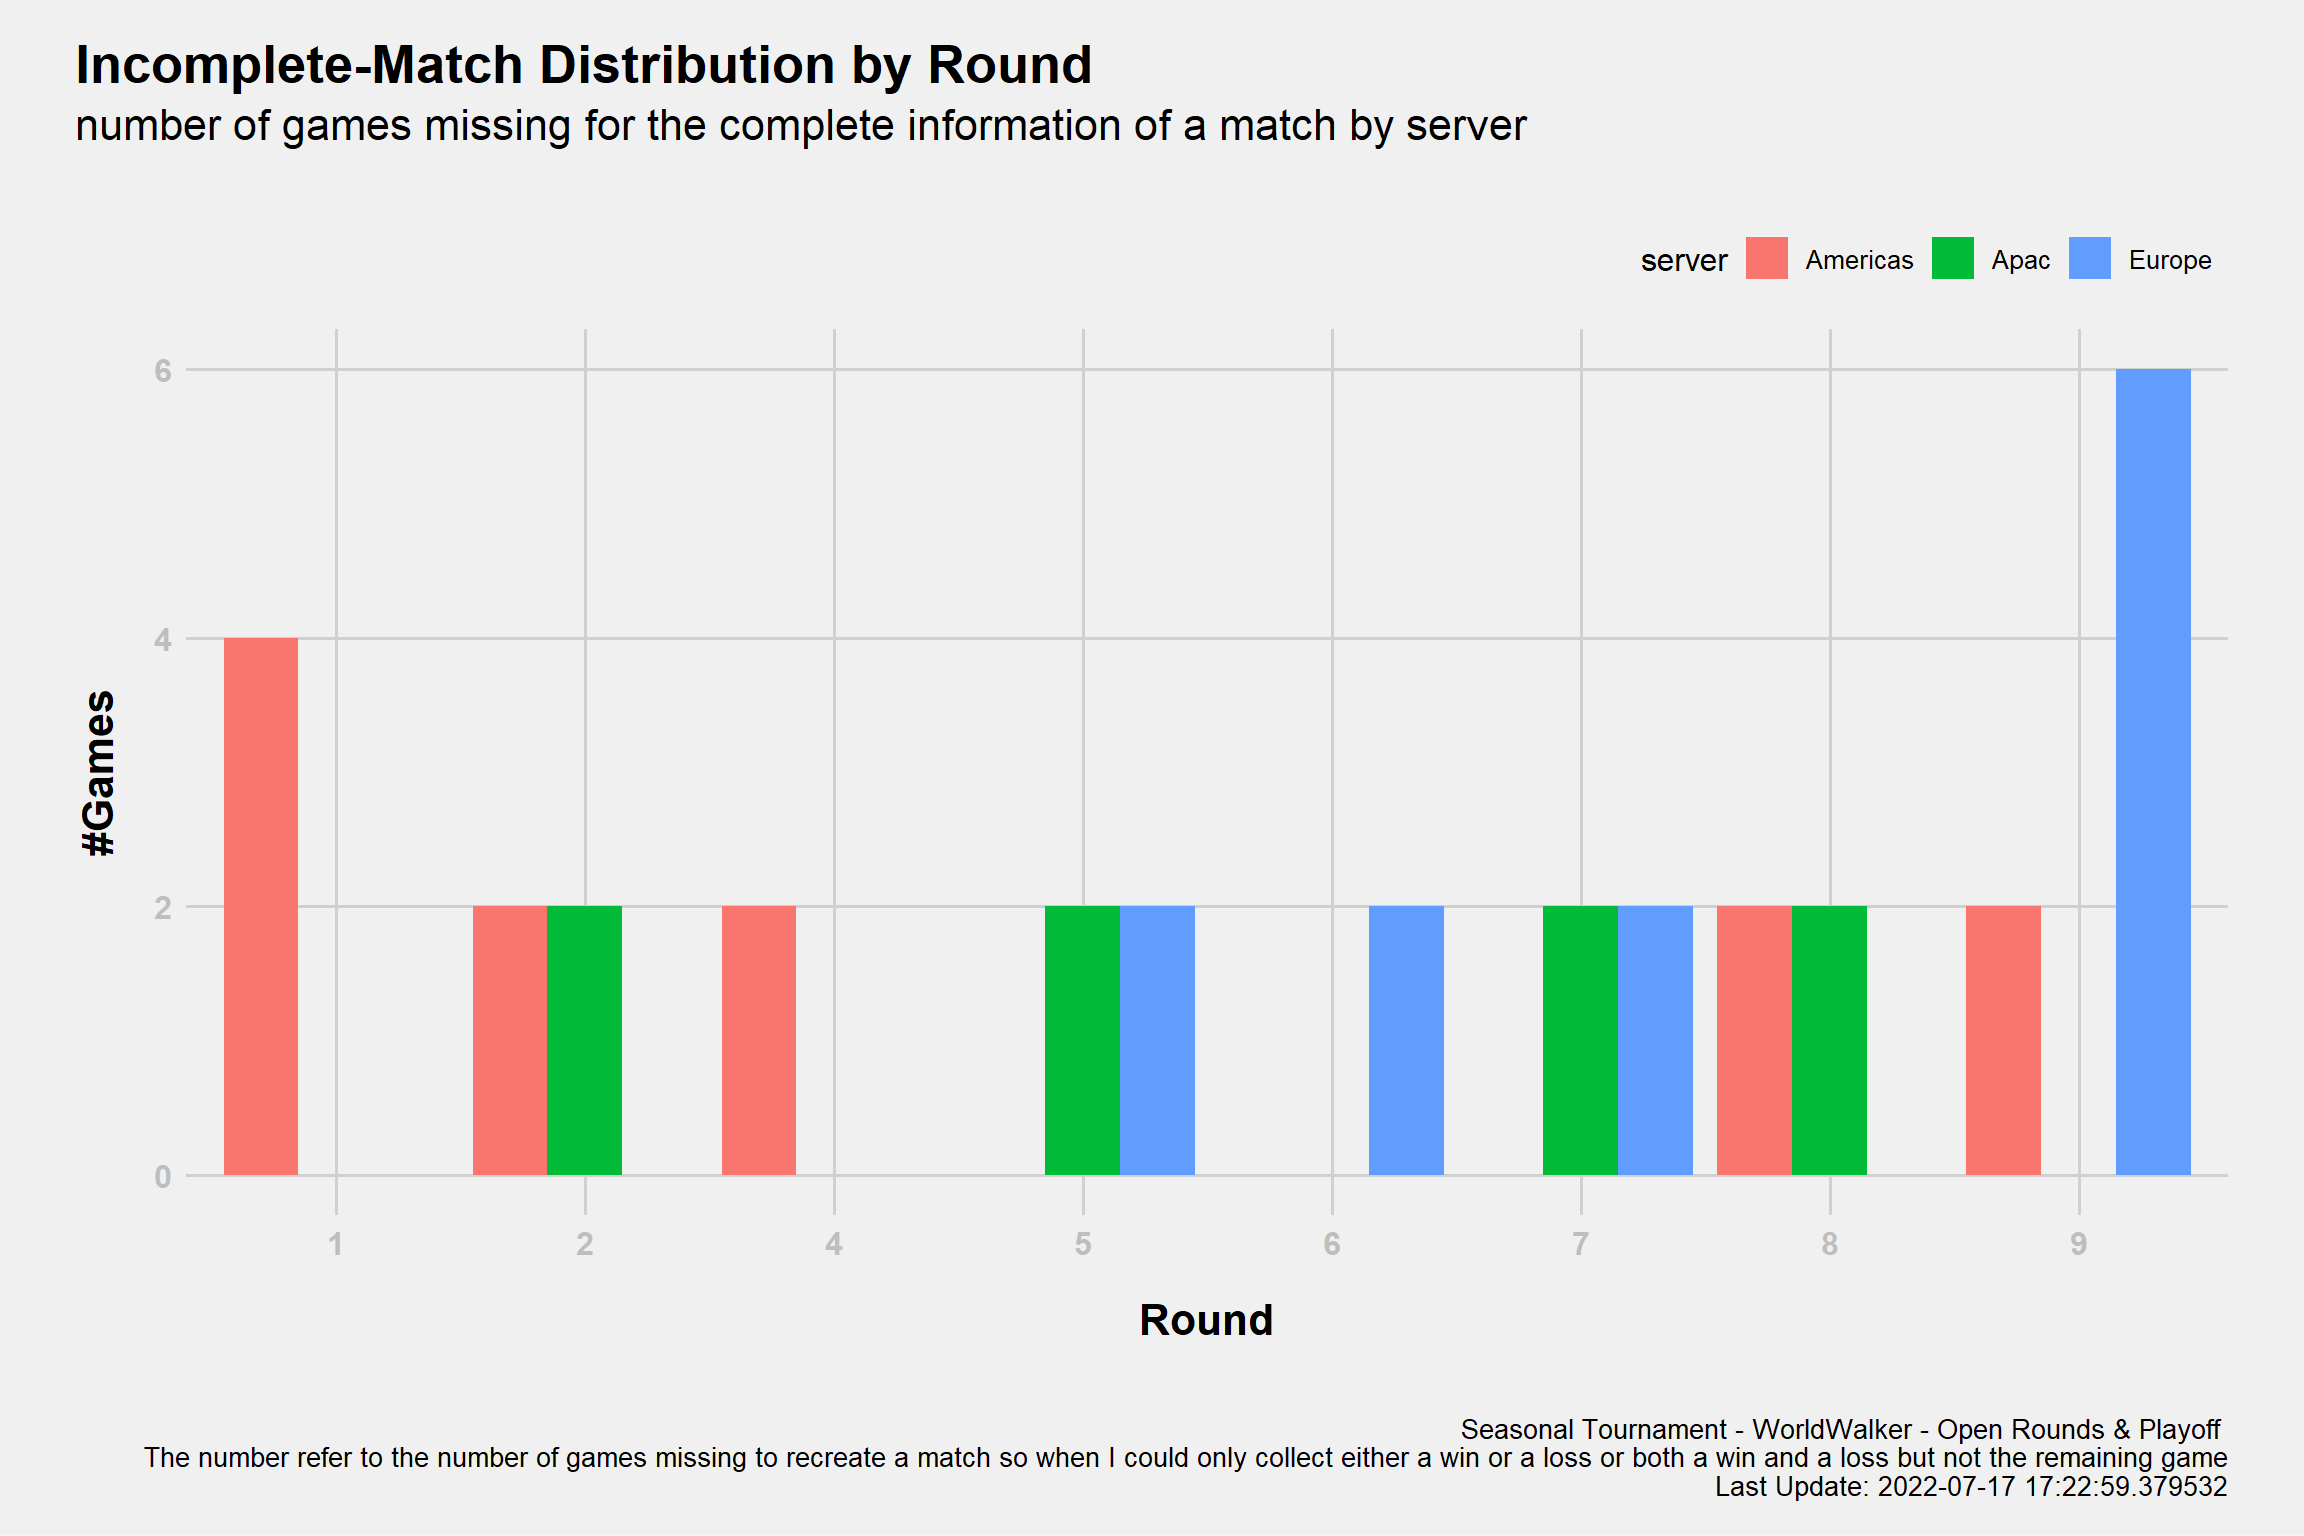 Incomplete-Match Distribution by Round
number of games missing for the complete information of a match by server
server Americas Apac Europe
6
4
2
0
#Games
1 2 4 5 6 7 8 9
Round
Seasonal Tournament - WorldWalker - Open Rounds & Playoff
The number refer to the number of games missing to recreate a match so when I could only collect either a win or a loss or both a win and a loss but not the remaining game
Last Update: 2022-07-17 17:22:59.379532